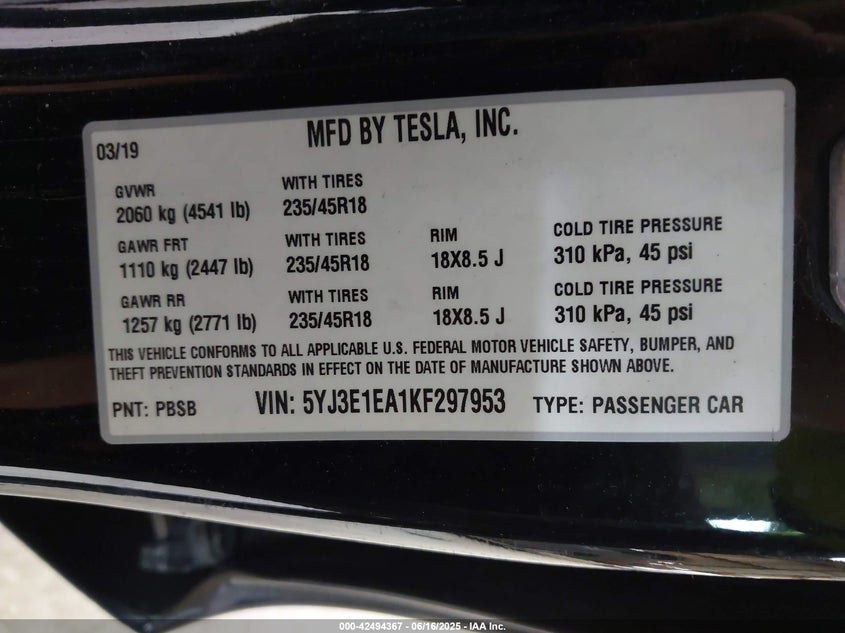 MFD BY TESLA, INC.
03/19
GVWR WITH TIRES
2060 kg (4541 lb) 235/45R18
GAWR FRT WITH TIRES RIM COLD TIRE PRESSURE
1110 kg (2447 lb) 235/45R18 18X8.5 J 310 kPa, 45 psi
GAWR RR WITH TIRES RIM COLD TIRE PRESSURE
1257 kg (2771 lb) 235/45R18 18X8.5 J 310 kPa, 45 psi
THIS VEHICLE CONFORMS TO ALL APPLICABLE U.S. FEDERAL MOTOR VEHICLE SAFETY, BUMPER, AND
THEFT PREVENTION STANDARDS IN EFFECT ON THE DATE OF MANUFACTURE SHOWN ABOVE.
PNT: PBSB VIN: 5YJ3E1EA1KF297953 TYPE: PASSENGER CAR
000-42494367 - 06/16/2025 - IAA Inc.